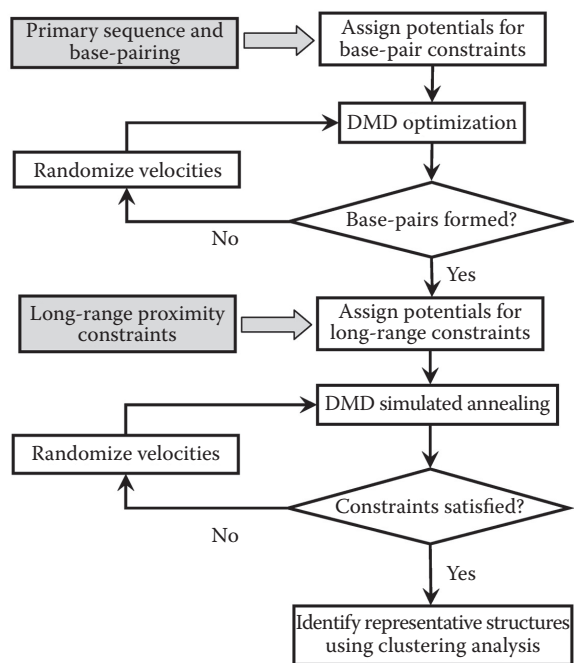 Primary sequence and
base-pairing
Assign potentials for
base-pair constraints
DMD optimization
Randomize velocities
Base-pairs formed?
No
Yes
Long-range proximity
constraints
Assign potentials for
long-range constraints
DMD simulated annealing
Randomize velocities
Constraints satisfied?
No
Yes
Identify representative structures
using clustering analysis